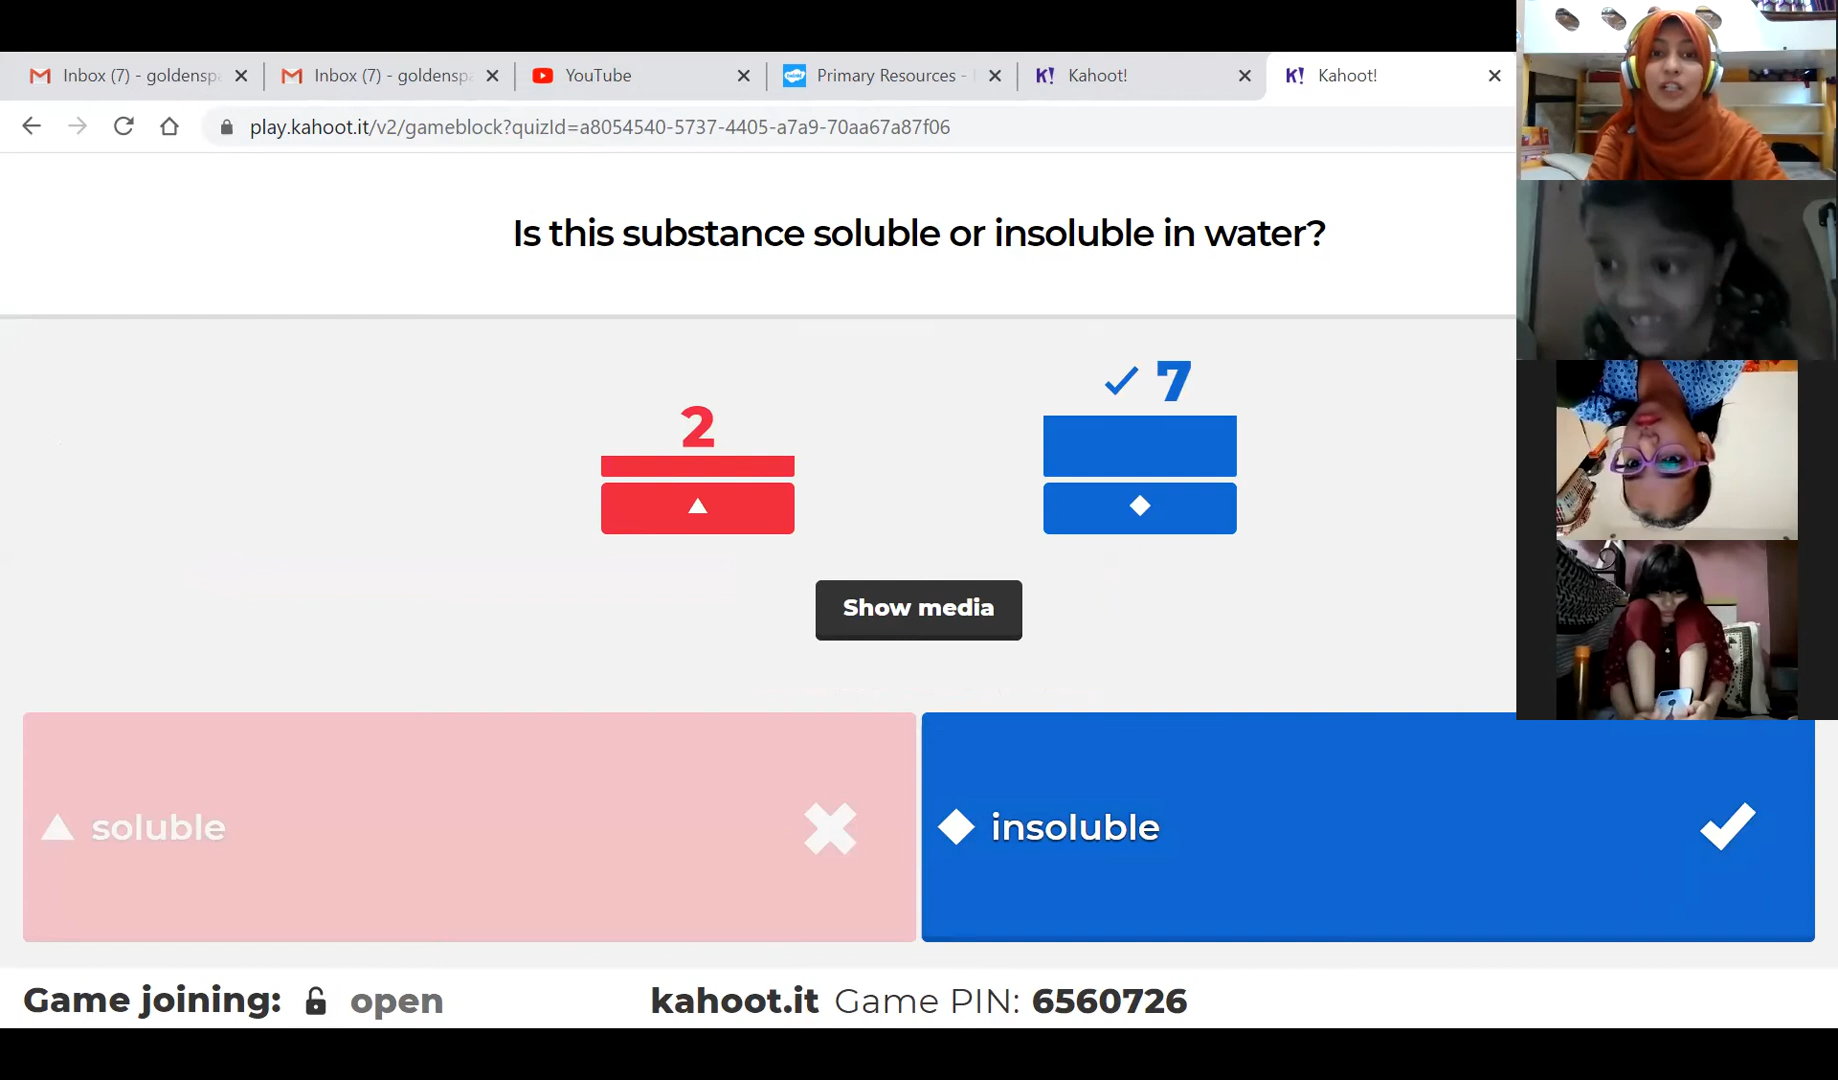 Inbox (7) - goldenspa
Inbox (7) - goldenspa
YouTube
Primary Resources -
K! Kahoot!
K! Kahoot!
play.kahoot.it/v2/gameblock?quizId=a8054540-5737-4405-a7a9-70aa67a87f06
Is this substance soluble or insoluble in water?
2
7
Show media
soluble
insoluble
Game joining: open
kahoot.it Game PIN: 6560726